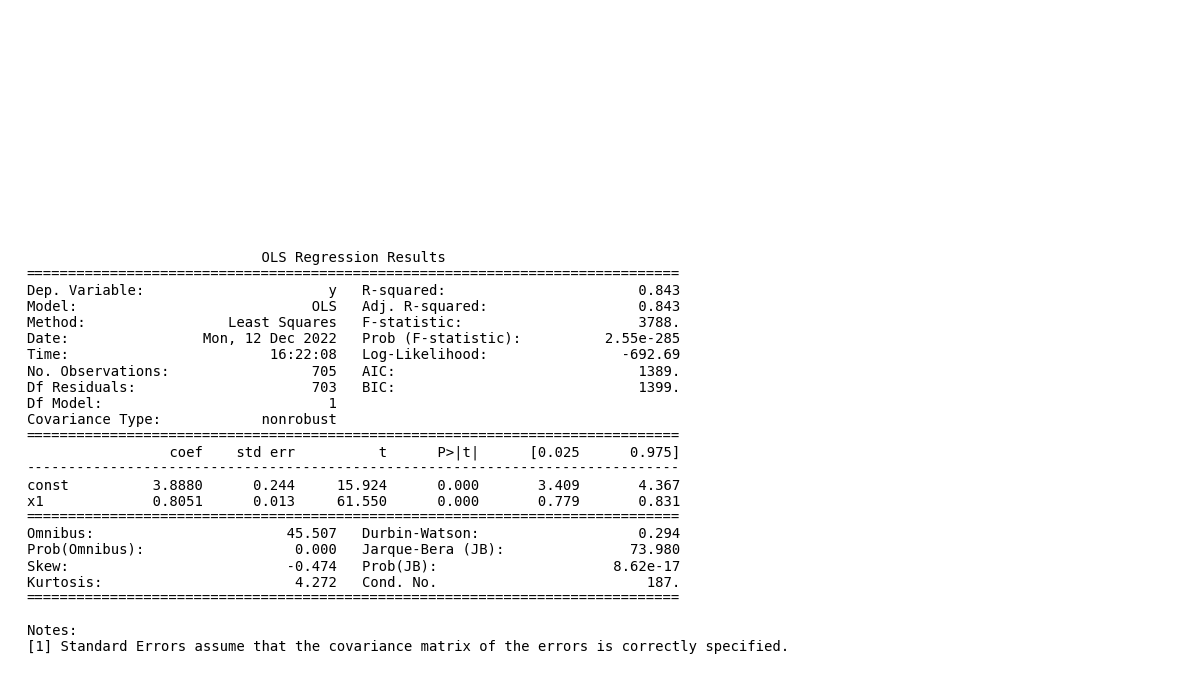 OLS Regression Results
==============================================================================
Dep. Variable:                      y   R-squared:                       0.843
Model:                            OLS   Adj. R-squared:                  0.843
Method:                 Least Squares   F-statistic:                     3788.
Date:                Mon, 12 Dec 2022   Prob (F-statistic):          2.55e-285
Time:                        16:22:08   Log-Likelihood:                -692.69
No. Observations:                 705   AIC:                             1389.
Df Residuals:                     703   BIC:                             1399.
Df Model:                           1
Covariance Type:            nonrobust
==============================================================================
                 coef    std err          t      P>|t|      [0.025      0.975]
------------------------------------------------------------------------------
const          3.8880      0.244     15.924      0.000       3.409       4.367
x1             0.8051      0.013     61.550      0.000       0.779       0.831
==============================================================================
Omnibus:                       45.507   Durbin-Watson:                   0.294
Prob(Omnibus):                  0.000   Jarque-Bera (JB):               73.980
Skew:                          -0.474   Prob(JB):                     8.62e-17
Kurtosis:                       4.272   Cond. No.                         187.
==============================================================================

Notes:
[1] Standard Errors assume that the covariance matrix of the errors is correctly specified.